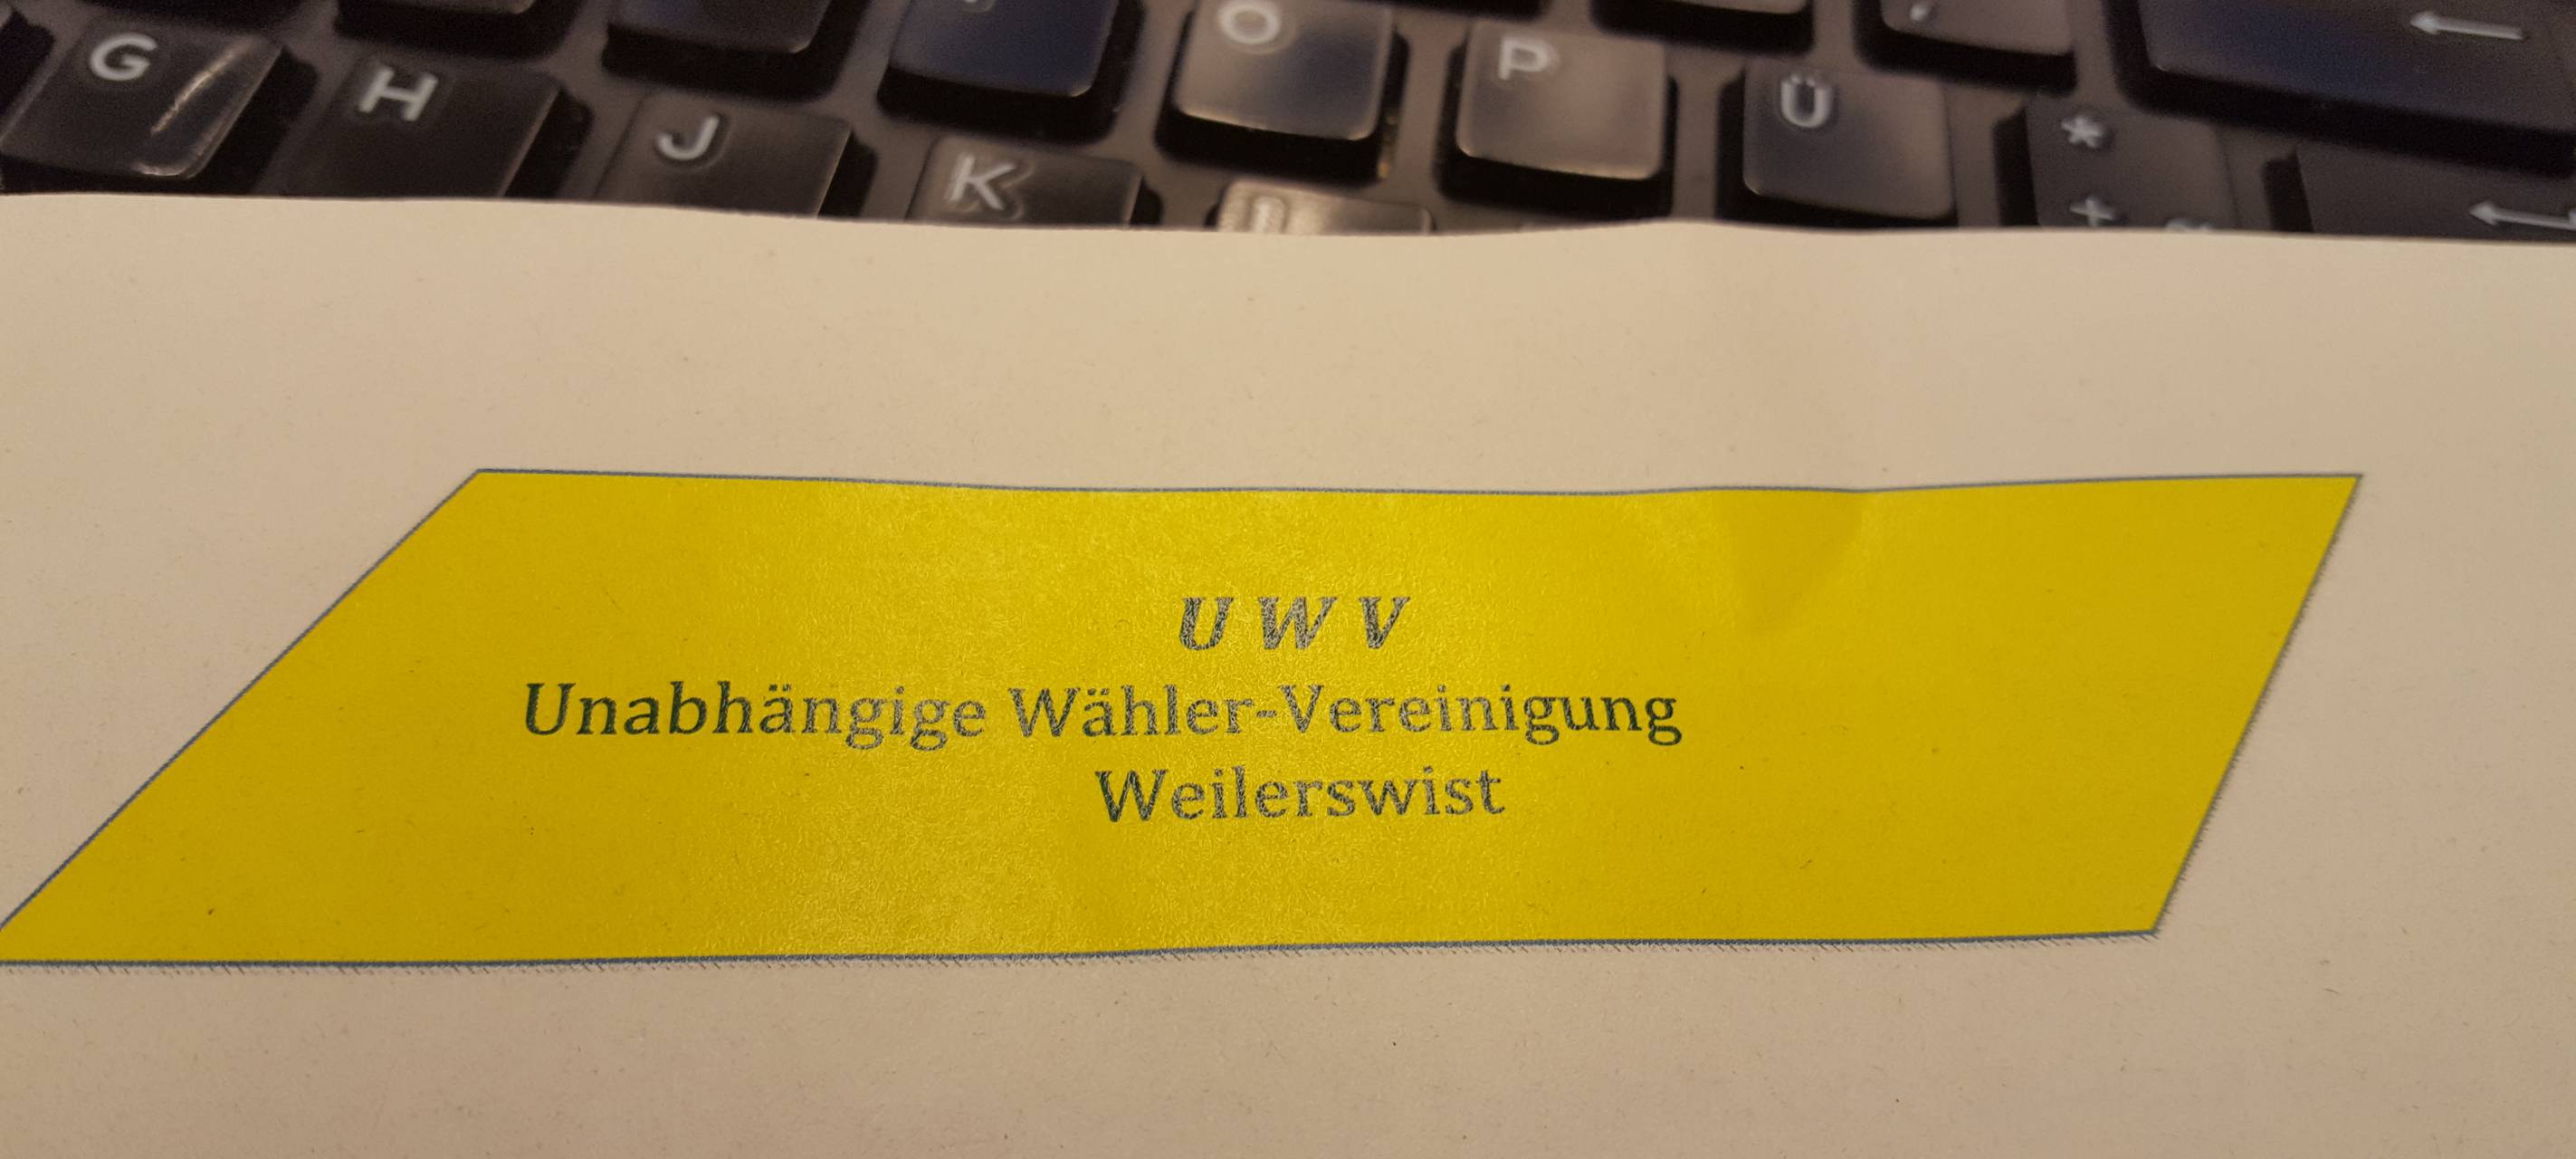 O P Ü *
G H J K +
U W V
Unabhängige Wähler-Vereinigung
Weilerswist